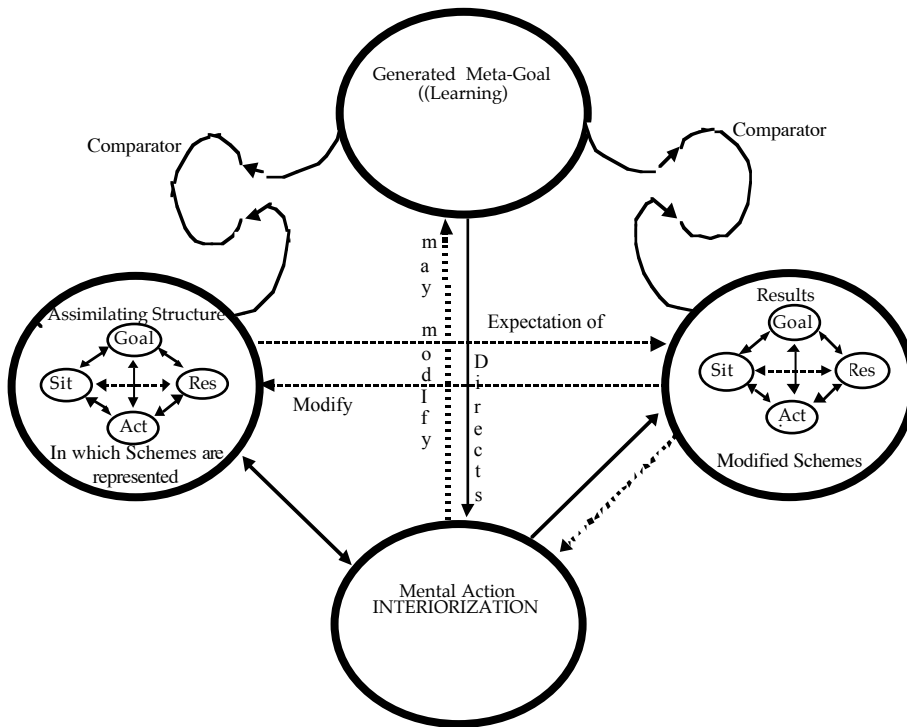 Generated Meta-Goal
((Learning)
Comparator
Comparator
may modIfy
Directs
Assimilating Structure
Goal
Sit
Res
Act
In which Schemes are
represented
Expectation of
Modify
Results
Goal
Sit
Res
Act
Modified Schemes
Mental Action
INTERIORIZATION